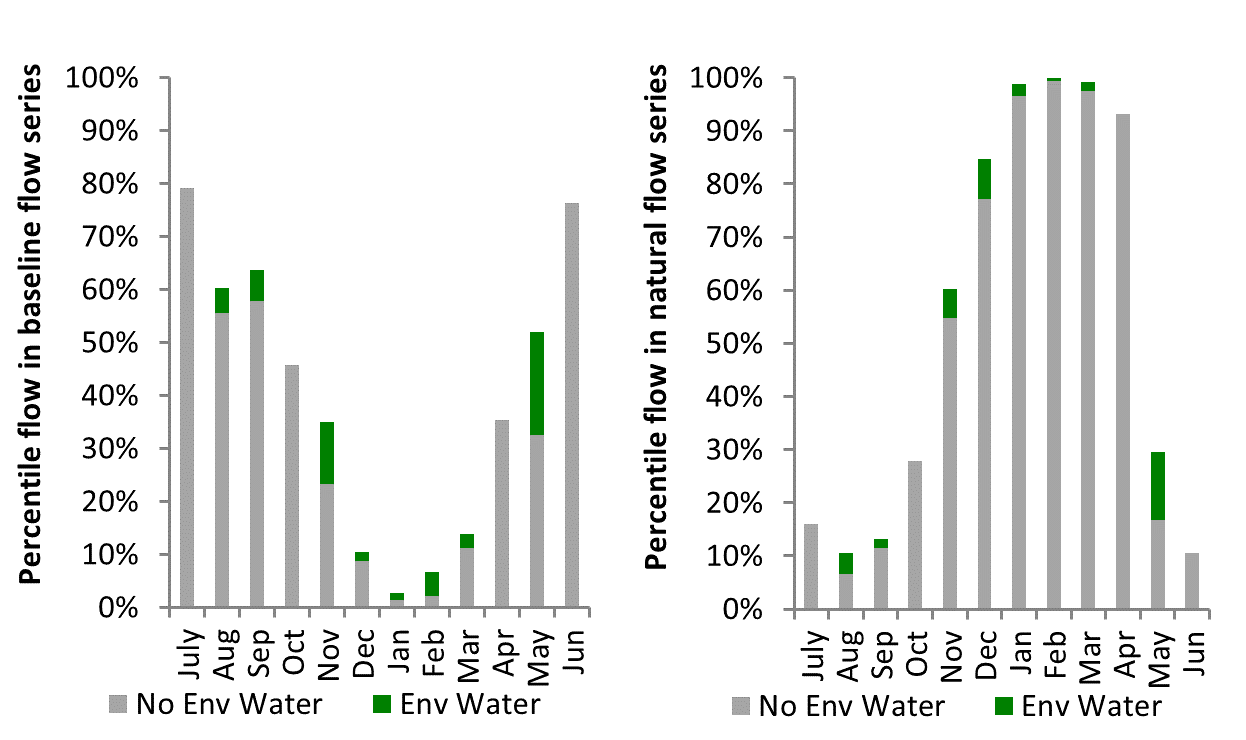 Percentile flow in baseline flow series
100%
90%
80%
70%
60%
50%
40%
30%
20%
10%
0%
July
Aug
Sep
Oct
Nov
Dec
Jan
Feb
Mar
Apr
May
Jun
No Env Water
Env Water
Percentile flow in natural flow series
100%
90%
80%
70%
60%
50%
40%
30%
20%
10%
0%
July
Aug
Sep
Oct
Nov
Dec
Jan
Feb
Mar
Apr
May
Jun
No Env Water
Env Water